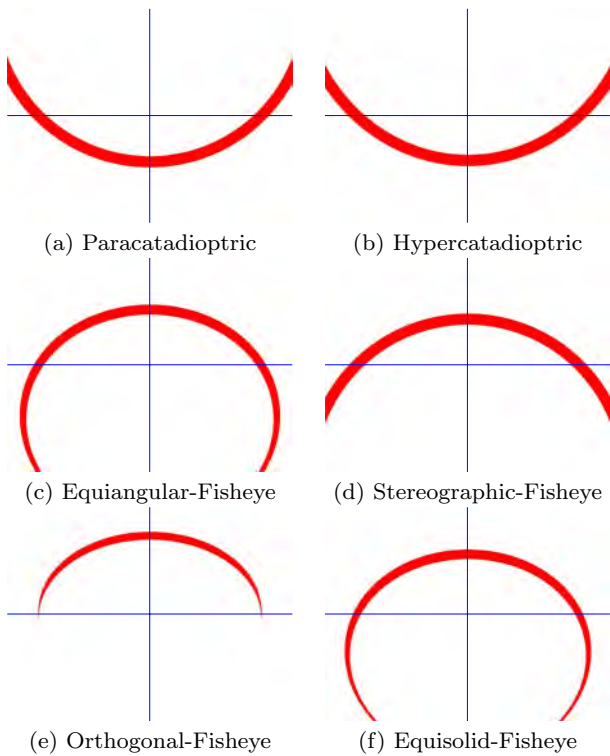 (a) Paracatadioptric
(b) Hypercatadioptric
(c) Equiangular-Fisheye
(d) Stereographic-Fisheye
(e) Orthogonal-Fisheye
(f) Equisolid-Fisheye